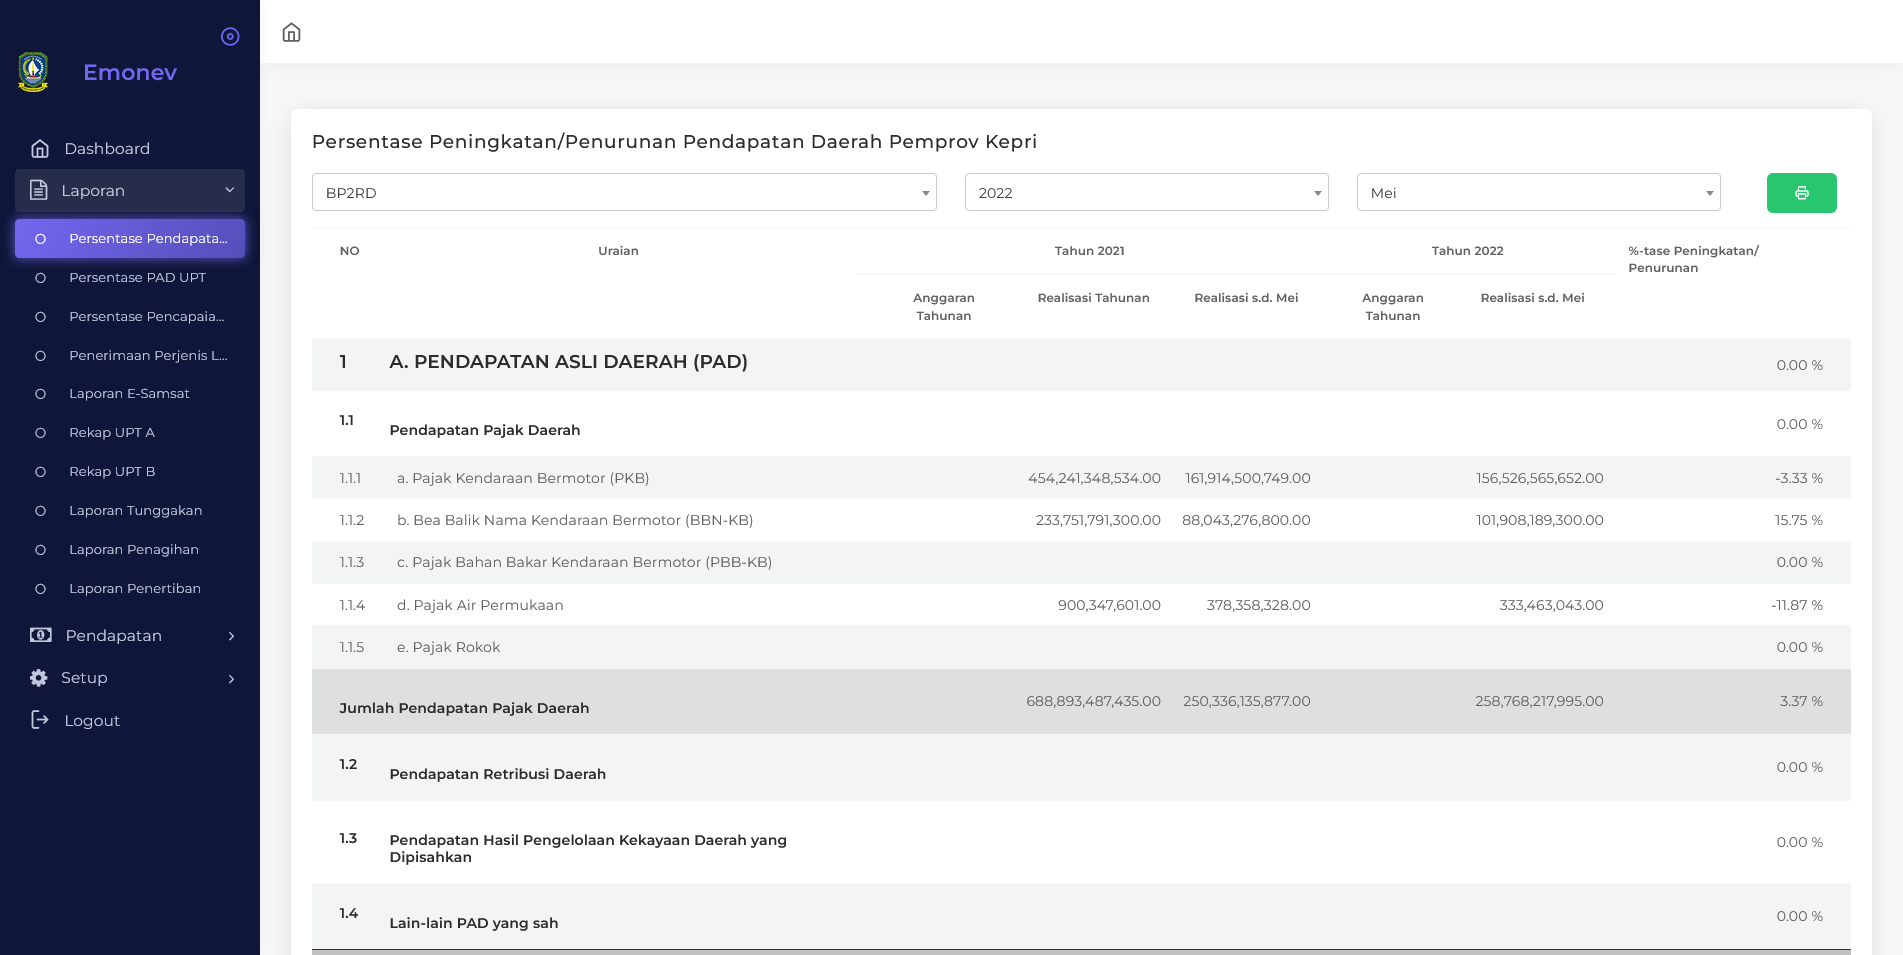 Emonev
Dashboard
Laporan
Persentase Pendapata...
Persentase PAD UPT
Persentase Pencapaia...
Penerimaan Perjenis L...
Laporan E-Samsat
Rekap UPT A
Rekap UPT B
Laporan Tunggakan
Laporan Penagihan
Laporan Penertiban
Pendapatan
Setup
Logout
Persentase Peningkatan/Penurunan Pendapatan Daerah Pemprov Kepri
BP2RD 2022 Mei
NO Uraian Tahun 2021 Tahun 2022 %-tase Peningkatan/
Penurunan
Anggaran Realisasi Tahunan Realisasi s.d. Mei Anggaran Realisasi s.d. Mei
Tahunan Tahunan
1 A. PENDAPATAN ASLI DAERAH (PAD) 0.00 %
1.1 Pendapatan Pajak Daerah 0.00 %
1.1.1 a. Pajak Kendaraan Bermotor (PKB) 454,241,348,534.00 161,914,500,749.00 156,526,565,652.00 -3.33 %
1.1.2 b. Bea Balik Nama Kendaraan Bermotor (BBN-KB) 233,751,791,300.00 88,043,276,800.00 101,908,189,300.00 15.75 %
1.1.3 c. Pajak Bahan Bakar Kendaraan Bermotor (PBB-KB) 0.00 %
1.1.4 d. Pajak Air Permukaan 900,347,601.00 378,358,328.00 333,463,043.00 -11.87 %
1.1.5 e. Pajak Rokok 0.00 %
Jumlah Pendapatan Pajak Daerah 688,893,487,435.00 250,336,135,877.00 258,768,217,995.00 3.37 %
1.2 Pendapatan Retribusi Daerah 0.00 %
1.3 Pendapatan Hasil Pengelolaan Kekayaan Daerah yang 0.00 %
Dipisahkan
1.4 Lain-lain PAD yang sah 0.00 %